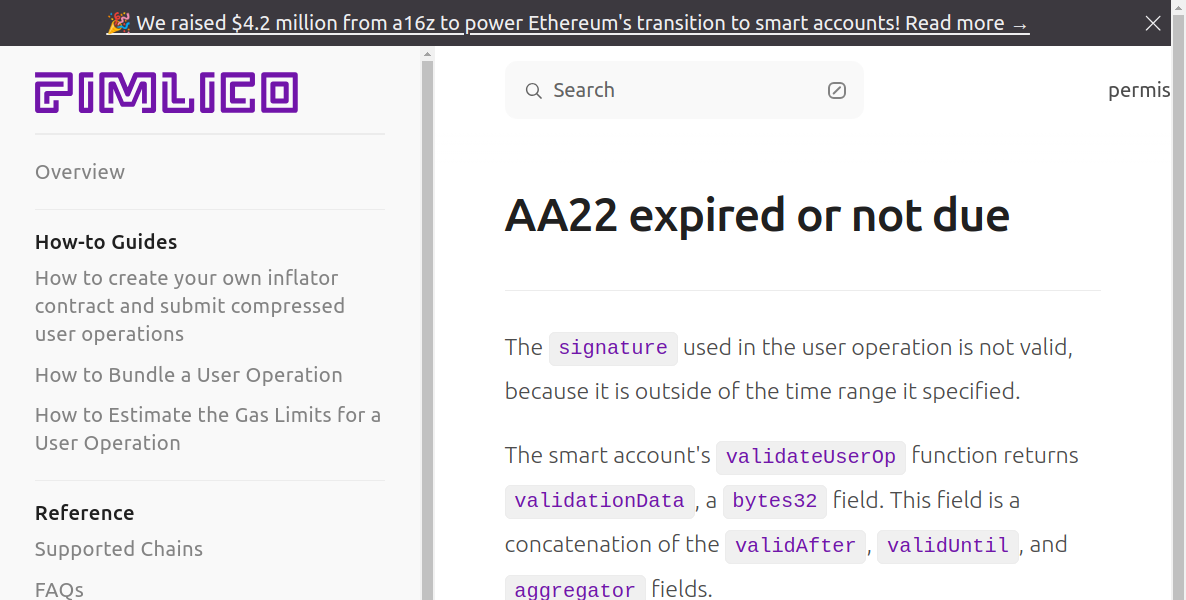 🎉 We raised $4.2 million from a16z to power Ethereum's transition to smart accounts! Read more →
PIMLICO
Search
permis
Overview
How-to Guides
How to create your own inflator
contract and submit compressed
user operations
How to Bundle a User Operation
How to Estimate the Gas Limits for a
User Operation
Reference
Supported Chains
FAQs
AA22 expired or not due
The signature used in the user operation is not valid,
because it is outside of the time range it specified.
The smart account's validateUserOp function returns
validationData, a bytes32 field. This field is a
concatenation of the validAfter, validUntil, and
aggregator fields.